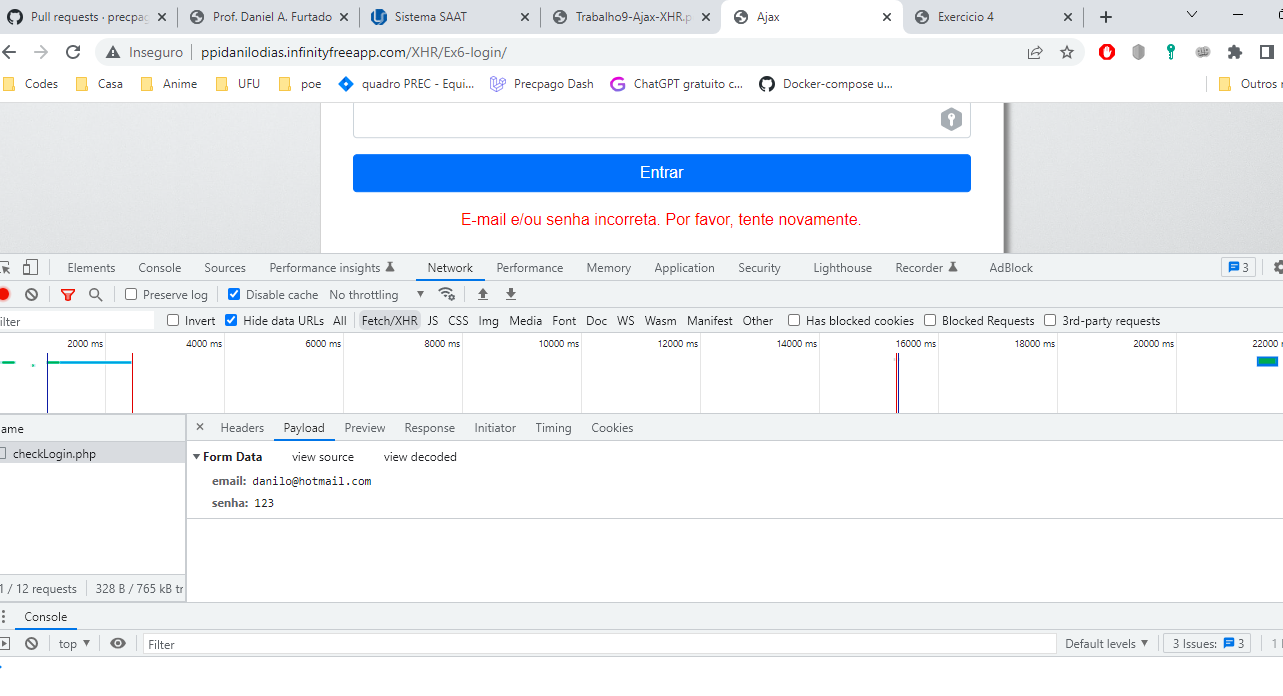 Pull requests · precpag
Prof. Daniel A. Furtado
Sistema SAAT
Trabalho9-Ajax-XHR.p
Ajax
Exercicio 4
Inseguro
ppidanilodias.infinityfreeapp.com/XHR/Ex6-login/
Codes
Casa
Anime
UFU
poe
quadro PREC - Equi...
Precpago Dash
ChatGPT gratuito c...
Docker-compose u...
Outros
Entrar
E-mail e/ou senha incorreta. Por favor, tente novamente.
Elements Console Sources Performance insights Network Performance Memory Application Security Lighthouse Recorder AdBlock 3
Preserve log Disable cache No throttling
ilter Invert Hide data URLs All Fetch/XHR JS CSS Img Media Font Doc WS Wasm Manifest Other Has blocked cookies Blocked Requests 3rd-party requests
2000 ms 4000 ms 6000 ms 8000 ms 10000 ms 12000 ms 14000 ms 16000 ms 18000 ms 20000 ms 22000
ame
checkLogin.php
1 / 12 requests 328 B / 765 kB tr
Headers Payload Preview Response Initiator Timing Cookies
Form Data view source view decoded
email: danilo@hotmail.com
senha: 123
Console
top Filter Default levels 3 Issues: 3 1